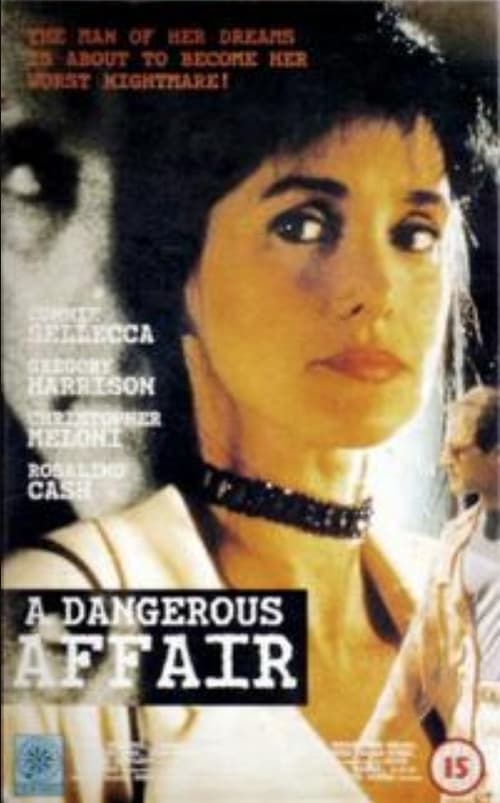 THE MAN OF HER DREAMS
IS ABOUT TO BECOME HER
WORST NIGHTMARE!
CONNIE
SELLECCA
GREGORY
HARRISON
CHRISTOPHER
MELONI
ROSALIND
CASH
A DANGEROUS
AFFAIR
15